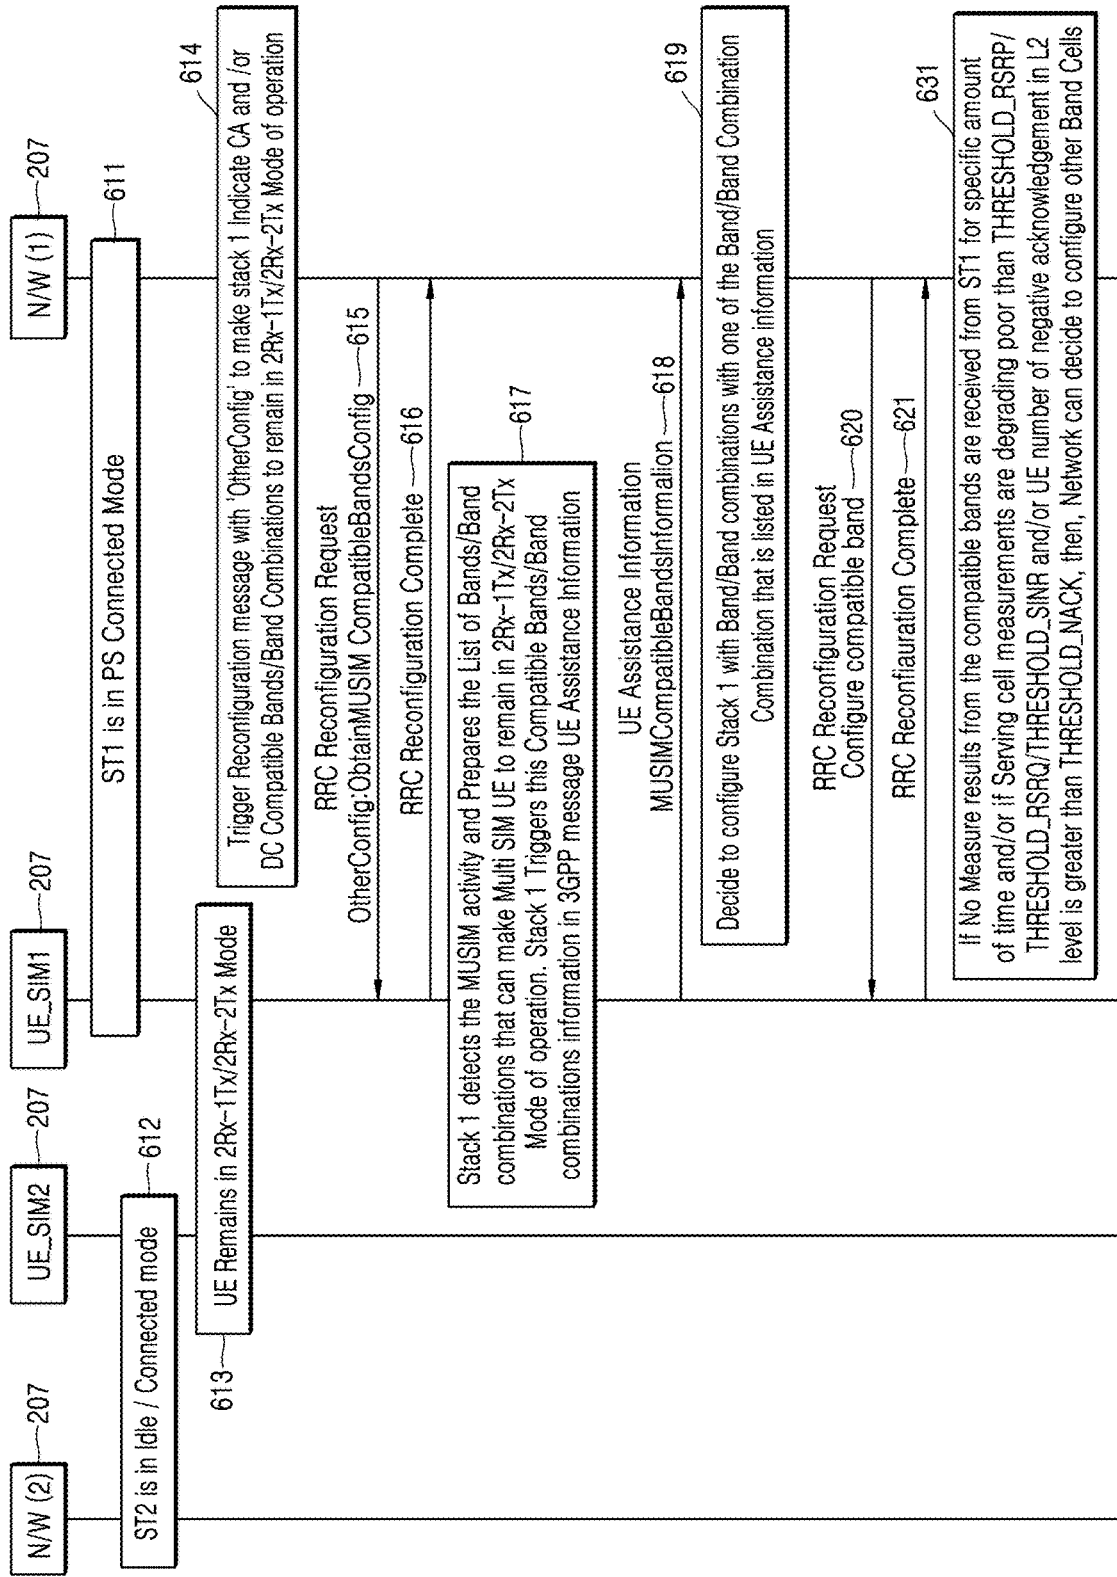 N/W (2)
207
UE_SIM2
207
UE_SIM1
207
N/W (1)
207
ST1 is in PS Connected Mode
611
ST2 is in Idle / Connected mode
612
613
UE Remains in 2Rx-1Tx/2Rx-2Tx Mode
614
Trigger Reconfiguration message with 'OtherConfig' to make stack 1 Indicate CA and /or
DC Compatible Bands/Band Combinations to remain in 2Rx-1Tx/2Rx-2Tx Mode of operation
RRC Reconfiguration Request
OtherConfig:ObtainMUSIM CompatibleBandsConfig 615
RRC Reconfiguration Complete 616
Stack 1 detects the MUSIM activity and Prepares the List of Bands/Band
combinations that can make Multi SIM UE to remain in 2Rx-1Tx/2Rx-2Tx
Mode of operation. Stack 1 Triggers this Compatible Bands/Band
combinations information in 3GPP message UE Assistance Information
617
UE Assistance Information
MUSIMCompatibleBandsInformalion 618
619
Decide to configure Stack 1 with Band/Band combinations with one of the Band/Band Combination
Combination that is listed in UE Assistance information
RRC Reconfiguration Request
Configure compatible band 620
RRC Reconfiauration Complete 621
631
If No Measure results from the compatible bands are received from ST1 for specific amount
of time and/or if Serving cell measurements are degrading poor than THRESHOLD_RSRP/
THRESHOLD_RSRQ/THRESHOLD_SINR and/or UE number of negative acknowledgement in L2
level is greater than THRESHOLD_NACK, then, Network can decide to configure other Band Cells